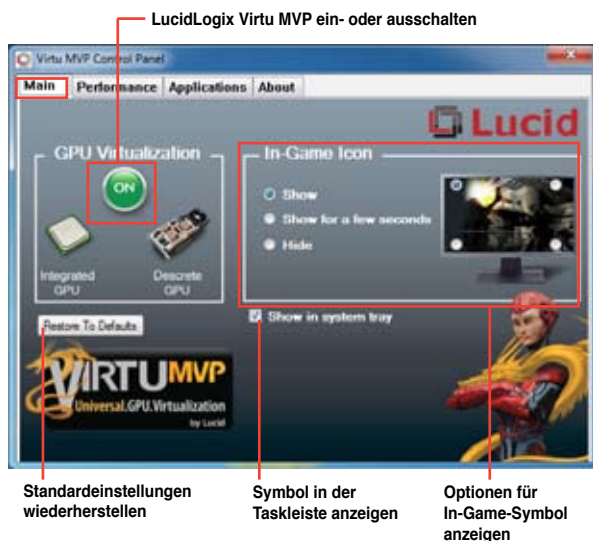 LucidLogix Virtu MVP ein- oder ausschalten
Virtu MVP Control Panel
Main Performance Applications About
Lucid
GPU Virtualization
In-Game Icon
ON
Show
Show for a few seconds
Hide
Integrated
GPU
Descrete
GPU
Restore To Defaults
Show in system tray
VIRTU MVP
Universal.GPU.Virtualization
by Lucid
Standardeinstellungen
wiederherstellen
Symbol in der
Taskleiste anzeigen
Optionen für
In-Game-Symbol
anzeigen